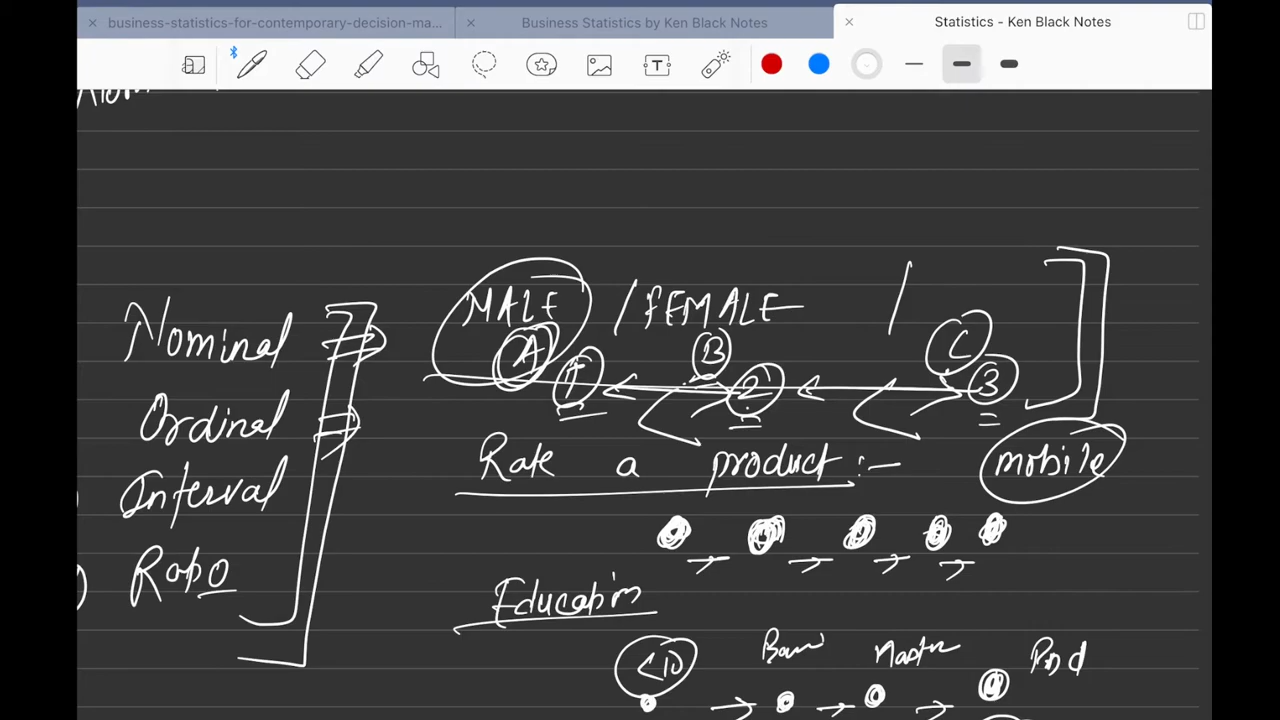 business-statistics-for-contemporary-decision-ma...
Business Statistics by Ken Black Notes
Statistics - Ken Black Notes
T
MALE / FEMALE /
A B C
1 2 3
Nominal
Ordinal
Interval
Ratio
Rate a product :- mobile
Education
<10 Master PhD